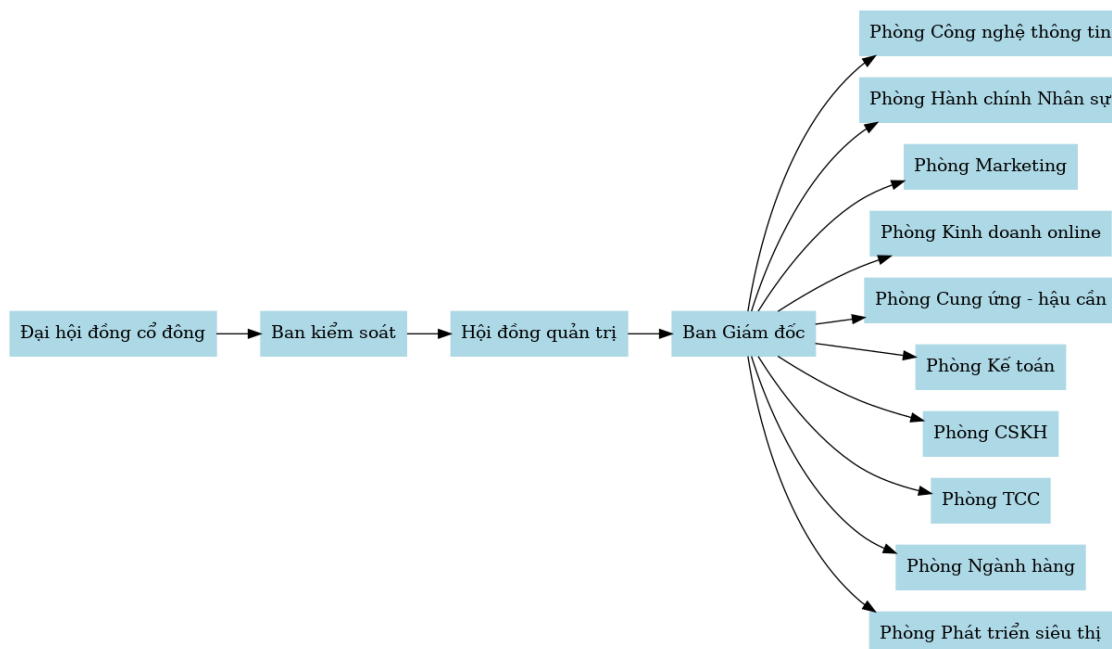 Đại hội đồng cổ đông
Ban kiểm soát
Hội đồng quản trị
Ban Giám đốc
Phòng Công nghệ thông tin
Phòng Hành chính Nhân sự
Phòng Marketing
Phòng Kinh doanh online
Phòng Cung ứng - hậu cần
Phòng Kế toán
Phòng CSKH
Phòng TCC
Phòng Ngành hàng
Phòng Phát triển siêu thị